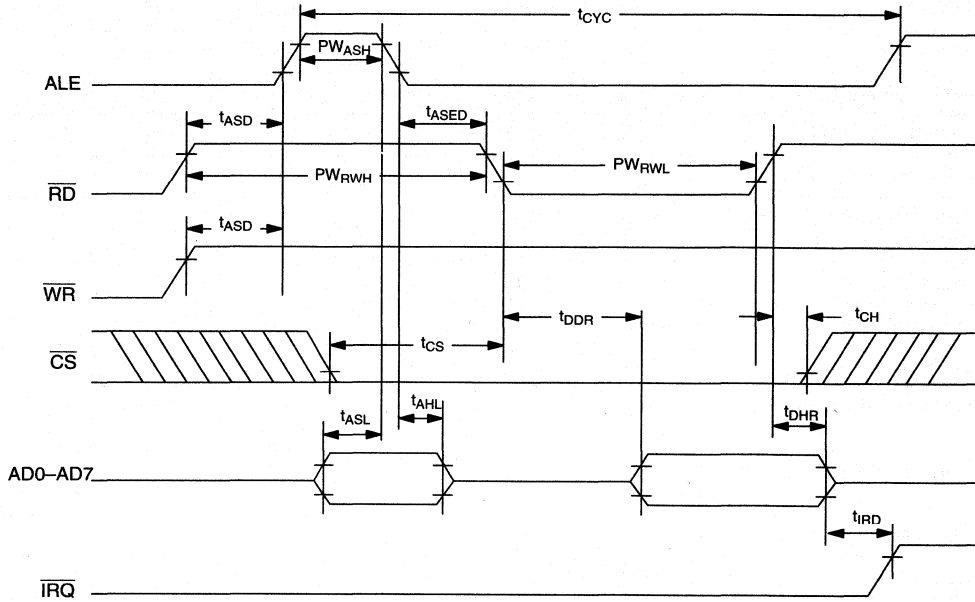 tCYC
PWASH
ALE
tASD
tASED
RD
PWRWH
PWRWL
tASD
WR
tDDR
tCH
CS
tCS
tASL
tAHL
tDHR
AD0–AD7
tIRD
IRQ